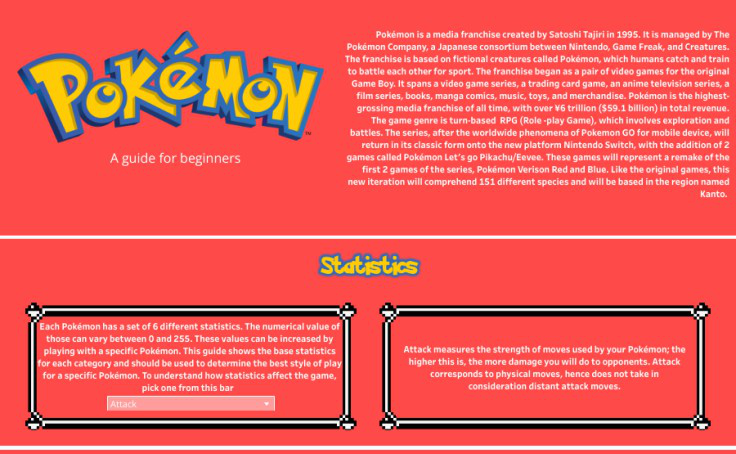 POKéMON
™
A guide for beginners
Pokémon is a media franchise created by Satoshi Tajiri in 1995. It is managed by The
Pokémon Company, a Japanese consortium between Nintendo, Game Freak, and Creatures.
The franchise is based on fictional creatures called Pokémon, which humans catch and train
to battle each other for sport. The franchise began as a pair of video games for the original
Game Boy. It spans a video game series, a trading card game, an anime television series, a
film series, books, manga comics, music, toys, and merchandise. Pokémon is the highest-
grossing media franchise of all time, with over ¥6 trillion ($59.1 billion) in total revenue.
The game genre is turn-based RPG (Role -play Game), which involves exploration and
battles. The series, after the worldwide phenomena of Pokemon GO for mobile device, will
return in its classic form onto the new platform Nintendo Switch, with the addition of 2
games called Pokémon Let's go Pikachu/Eevee. These games will represent a remake of the
first 2 games of the series, Pokémon Verison Red and Blue. Like the original games, this
new iteration will comprehend 151 different species and will be based in the region named
Kanto.
Statistics
Each Pokémon has a set of 6 different statistics. The numerical value of
those can vary between 0 and 255. These values can be increased by
playing with a specific Pokémon. This guide shows the base statistics
for each category and should be used to determine the best style of play
for a specific Pokémon. To understand how statistics affect the game,
pick one from this bar
Attack
Attack measures the strength of moves used by your Pokémon; the
higher this is, the more damage you will do to opponents. Attack
corresponds to physical moves, hence does not take in
consideration distant attack moves.